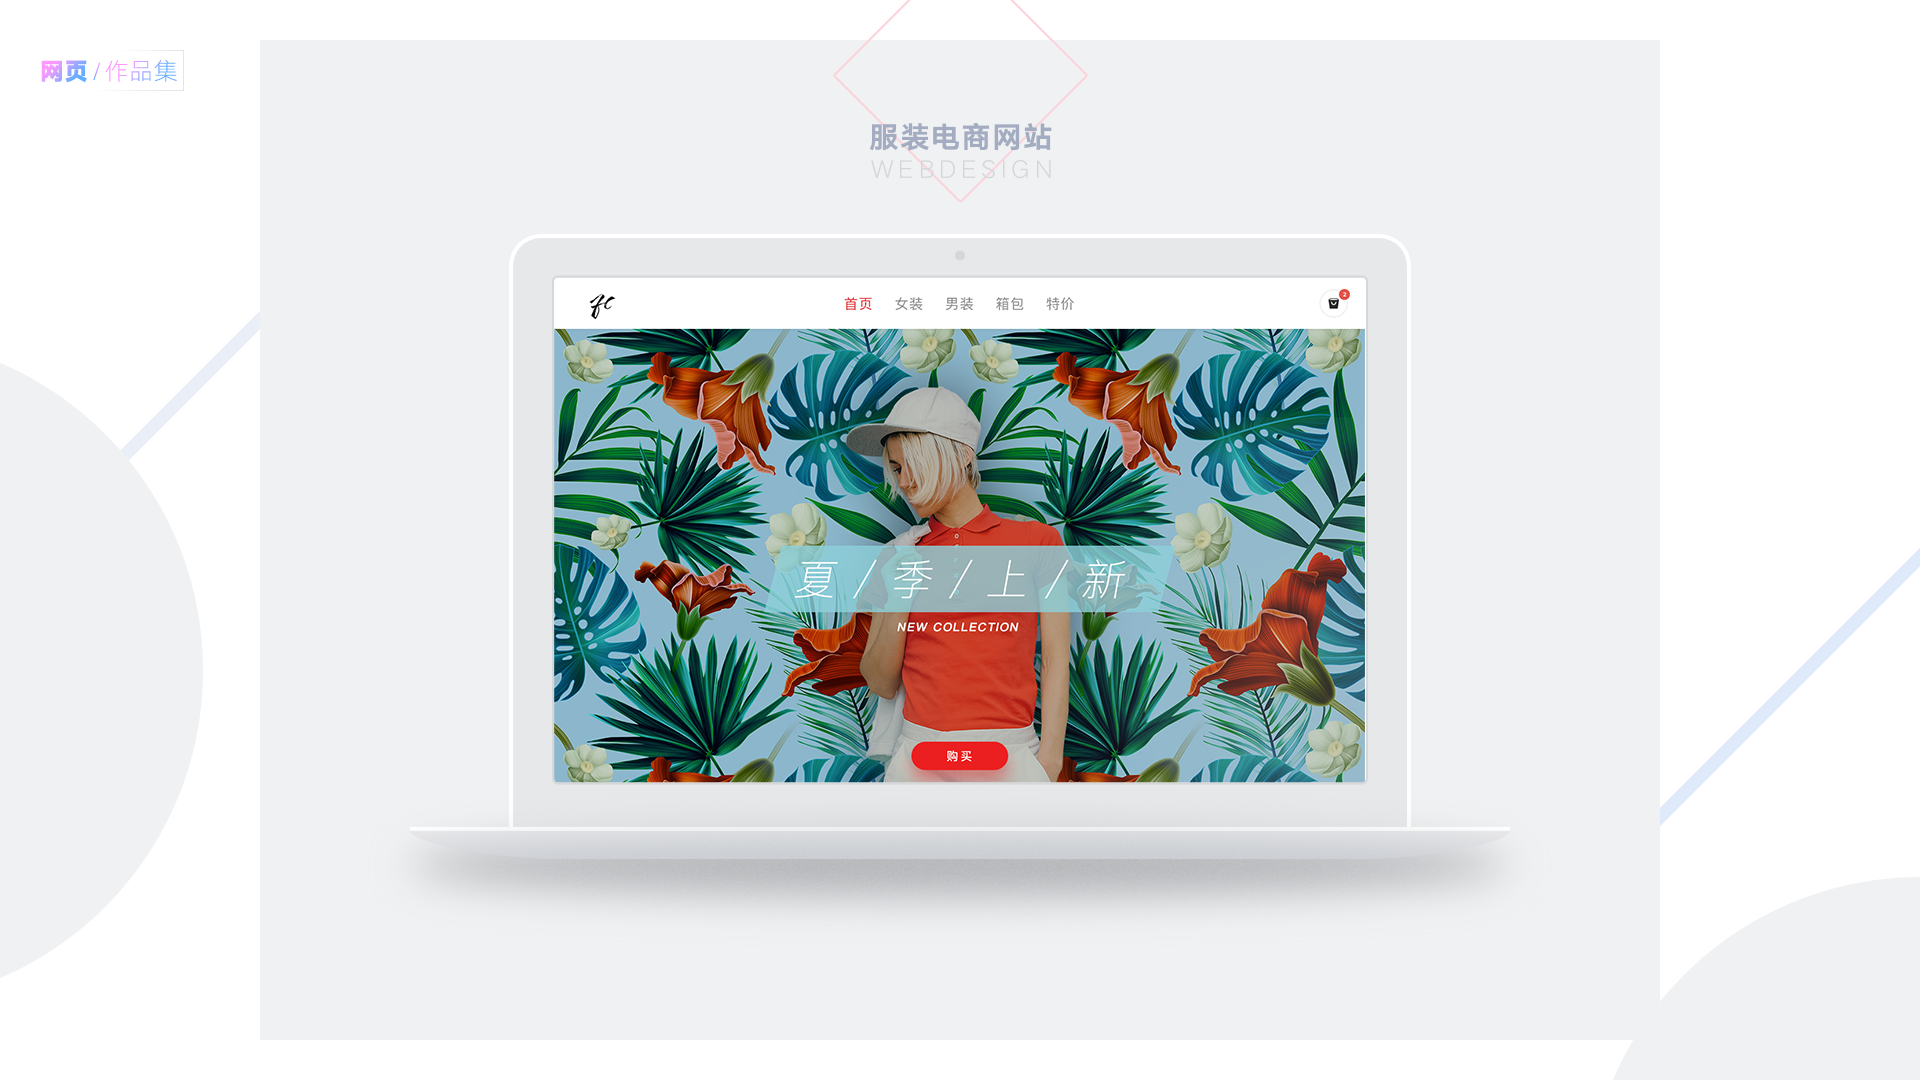 网页/作品集
服装电商网站
WEBDESIGN
fc
首页 女装 男装 箱包 特价
2
夏/季/上/新
NEW COLLECTION
购买